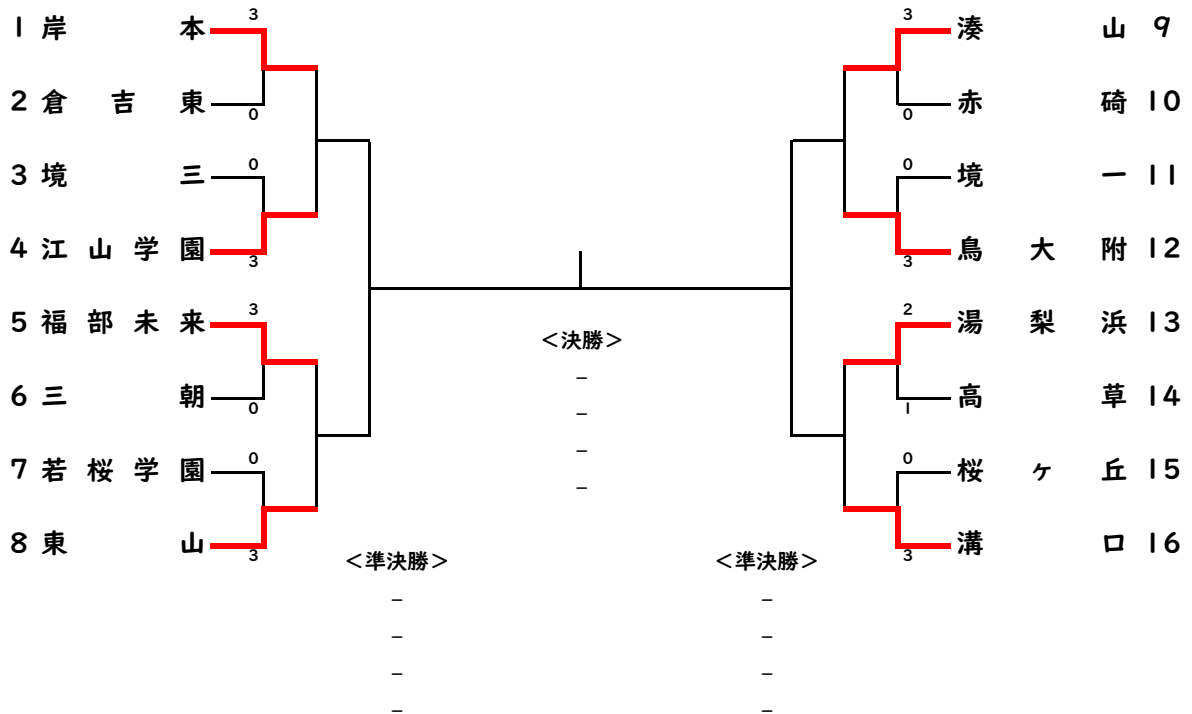 3
1 岸本
2 倉吉東
0
3 境三
0
4 江山学園
3
5 福部未来
3
6 三朝
0
7 若桜学園
0
8 東山
3
3
湊山 9
赤碕 10
0
0
境一 11
鳥大附 12
3
2
湯梨浜 13
高草 14
1
0
桜ヶ丘 15
溝口 16
3
<決勝>
–
–
–
–
<準決勝>
–
–
–
–
<準決勝>
–
–
–
–